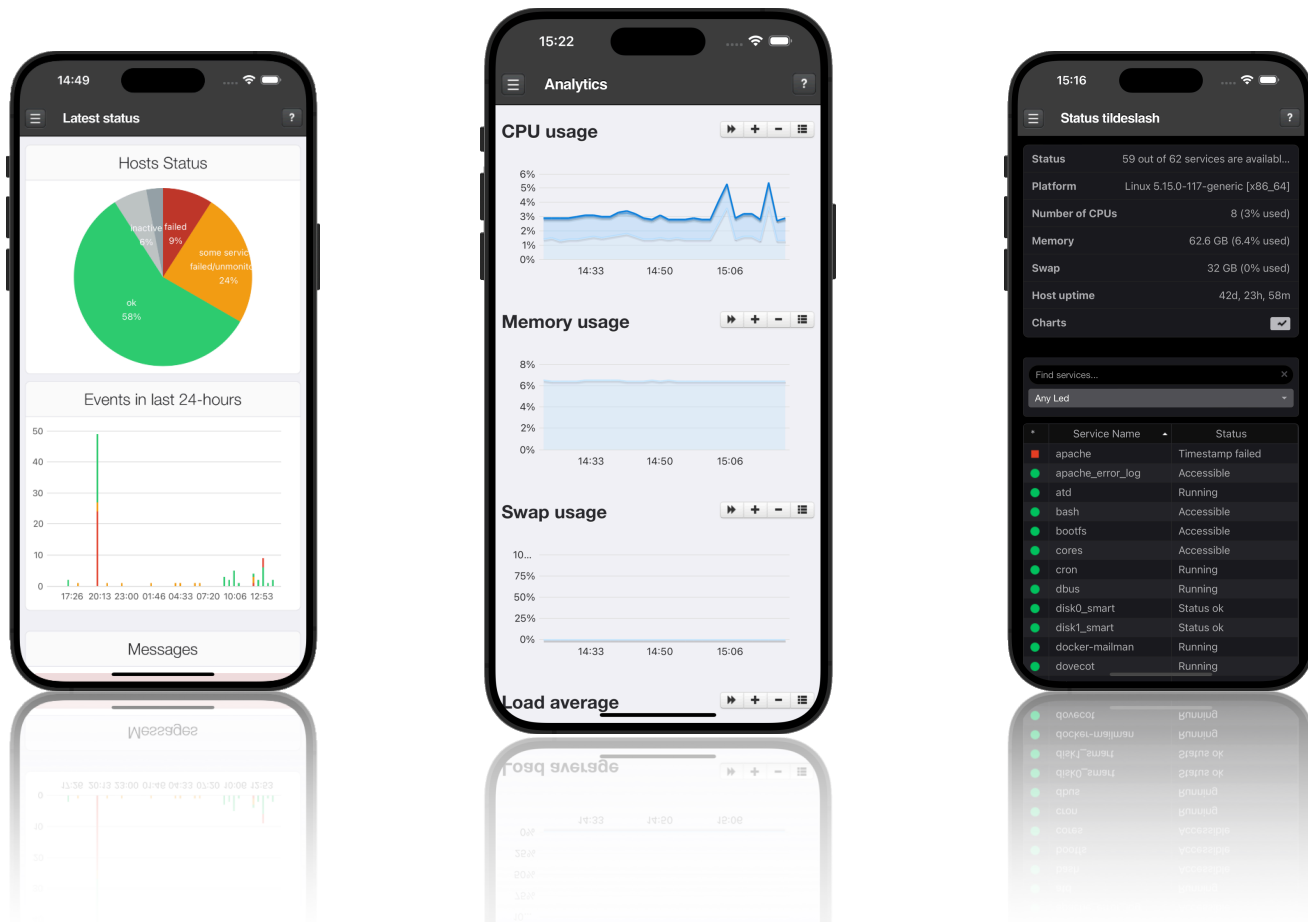 14:49
Latest status
?
Hosts Status
inactive
6%
failed
9%
some servic
failed/unmonito
24%
ok
58%
Events in last 24-hours
50
40
30
20
10
0
17:26 20:13 23:00 01:46 04:33 07:20 10:06 12:53
Messages
15:22
Analytics
?
CPU usage
6%
5%
4%
3%
2%
1%
0%
14:33 14:50 15:06
Memory usage
8%
6%
4%
2%
0%
14:33 14:50 15:06
Swap usage
10...
75%
50%
25%
0%
14:33 14:50 15:06
Load average
15:16
Status tildeslash
?
Status 59 out of 62 services are availabl...
Platform Linux 5.15.0-117-generic [x86_64]
Number of CPUs 8 (3% used)
Memory 62.6 GB (6.4% used)
Swap 32 GB (0% used)
Host uptime 42d, 23h, 58m
Charts
Find services...
Any Led
* Service Name Status
apache Timestamp failed
apache_error_log Accessible
atd Running
bash Accessible
bootfs Accessible
cores Accessible
cron Running
dbus Running
disk0_smart Status ok
disk1_smart Status ok
docker-mailman Running
dovecot Running